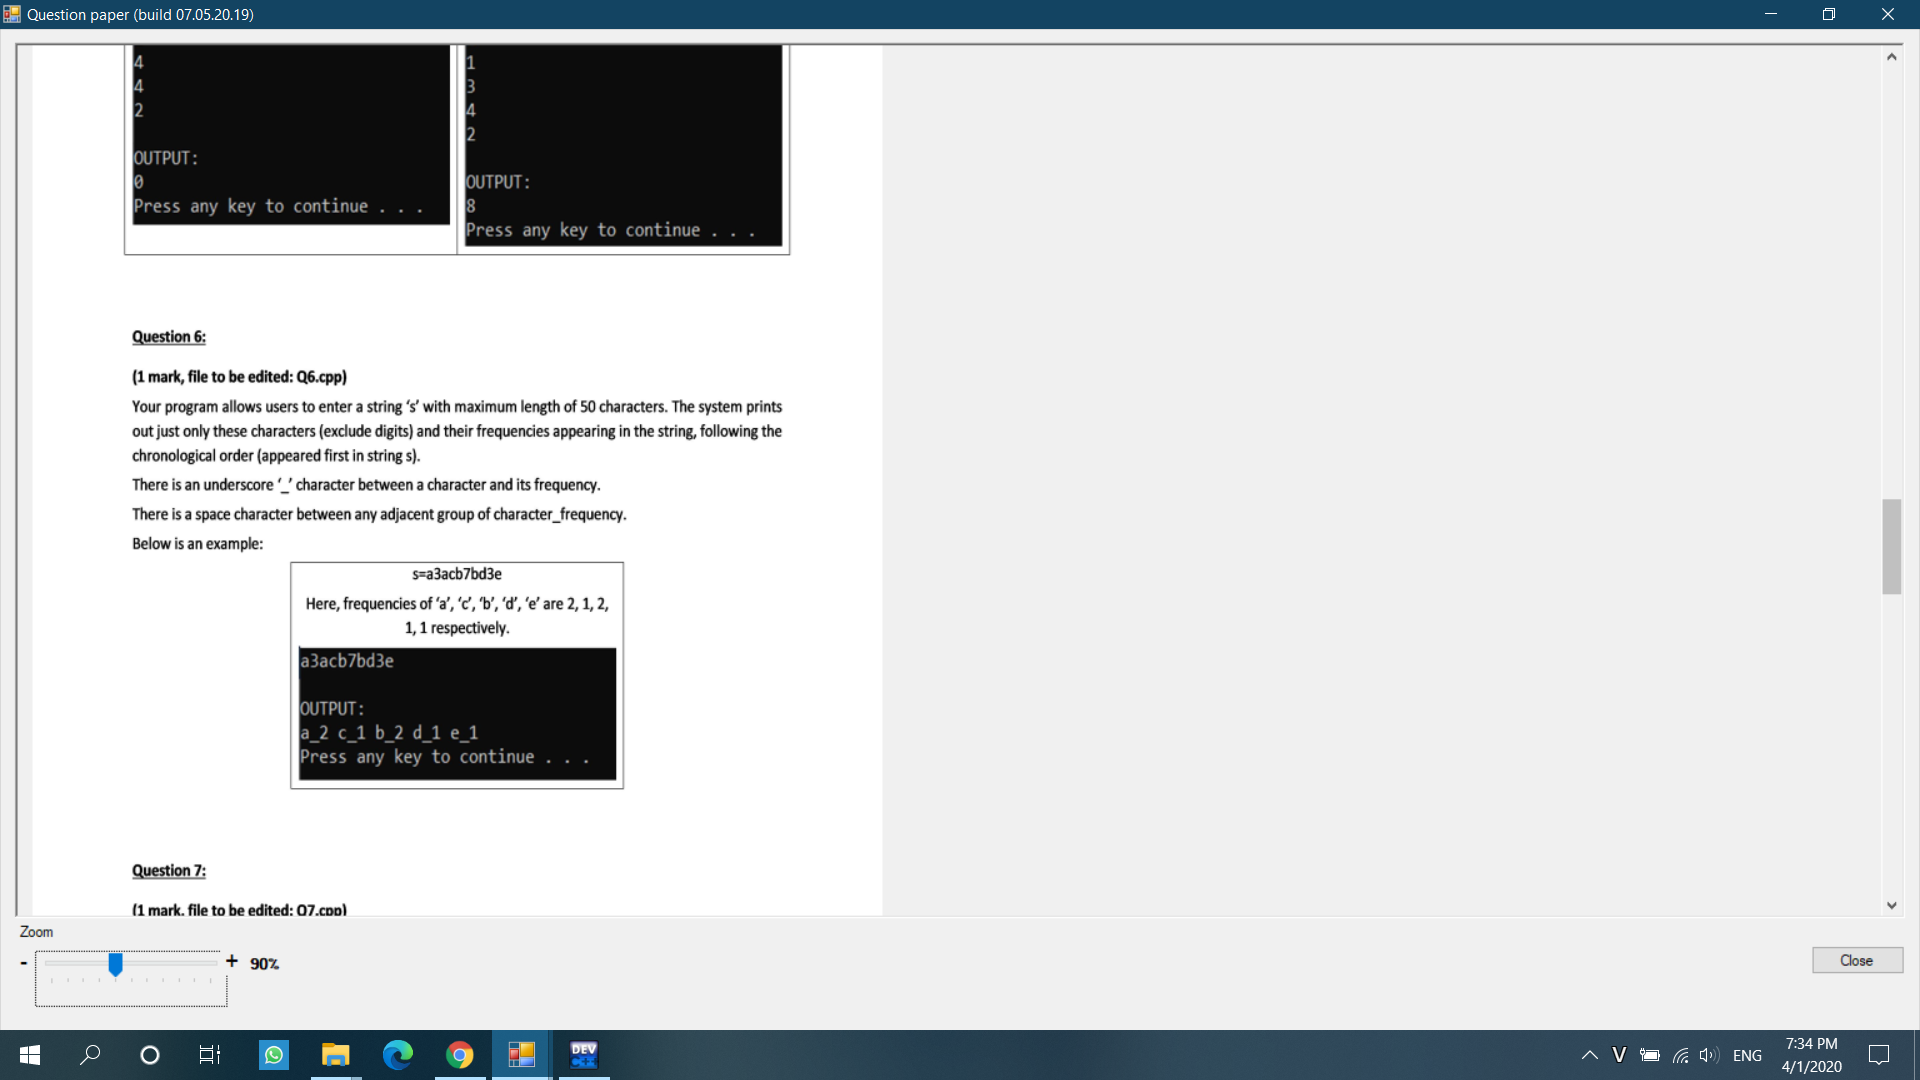 Question paper (build 07.05.20.19)
4
4
2
OUTPUT:
0
Press any key to continue . . .
1
3
4
2
OUTPUT:
8
Press any key to continue . . .
Question 6:
(1 mark, file to be edited: Q6.cpp)
Your program allows users to enter a string ‘s’ with maximum length of 50 characters. The system prints
out just only these characters (exclude digits) and their frequencies appearing in the string, following the
chronological order (appeared first in string s).
There is an underscore ‘_’ character between a character and its frequency.
There is a space character between any adjacent group of character_frequency.
Below is an example:
s=a3acb7bd3e
Here, frequencies of ‘a’, ‘c’, ‘b’, ‘d’, ‘e’ are 2, 1, 2,
1, 1 respectively.
a3acb7bd3e
OUTPUT:
a_2 c_1 b_2 d_1 e_1
Press any key to continue . . .
Question 7:
(1 mark, file to be edited: Q7.cpp)
Zoom
- + 90%
Close
DEV
C++
V
ENG
7:34 PM
4/1/2020